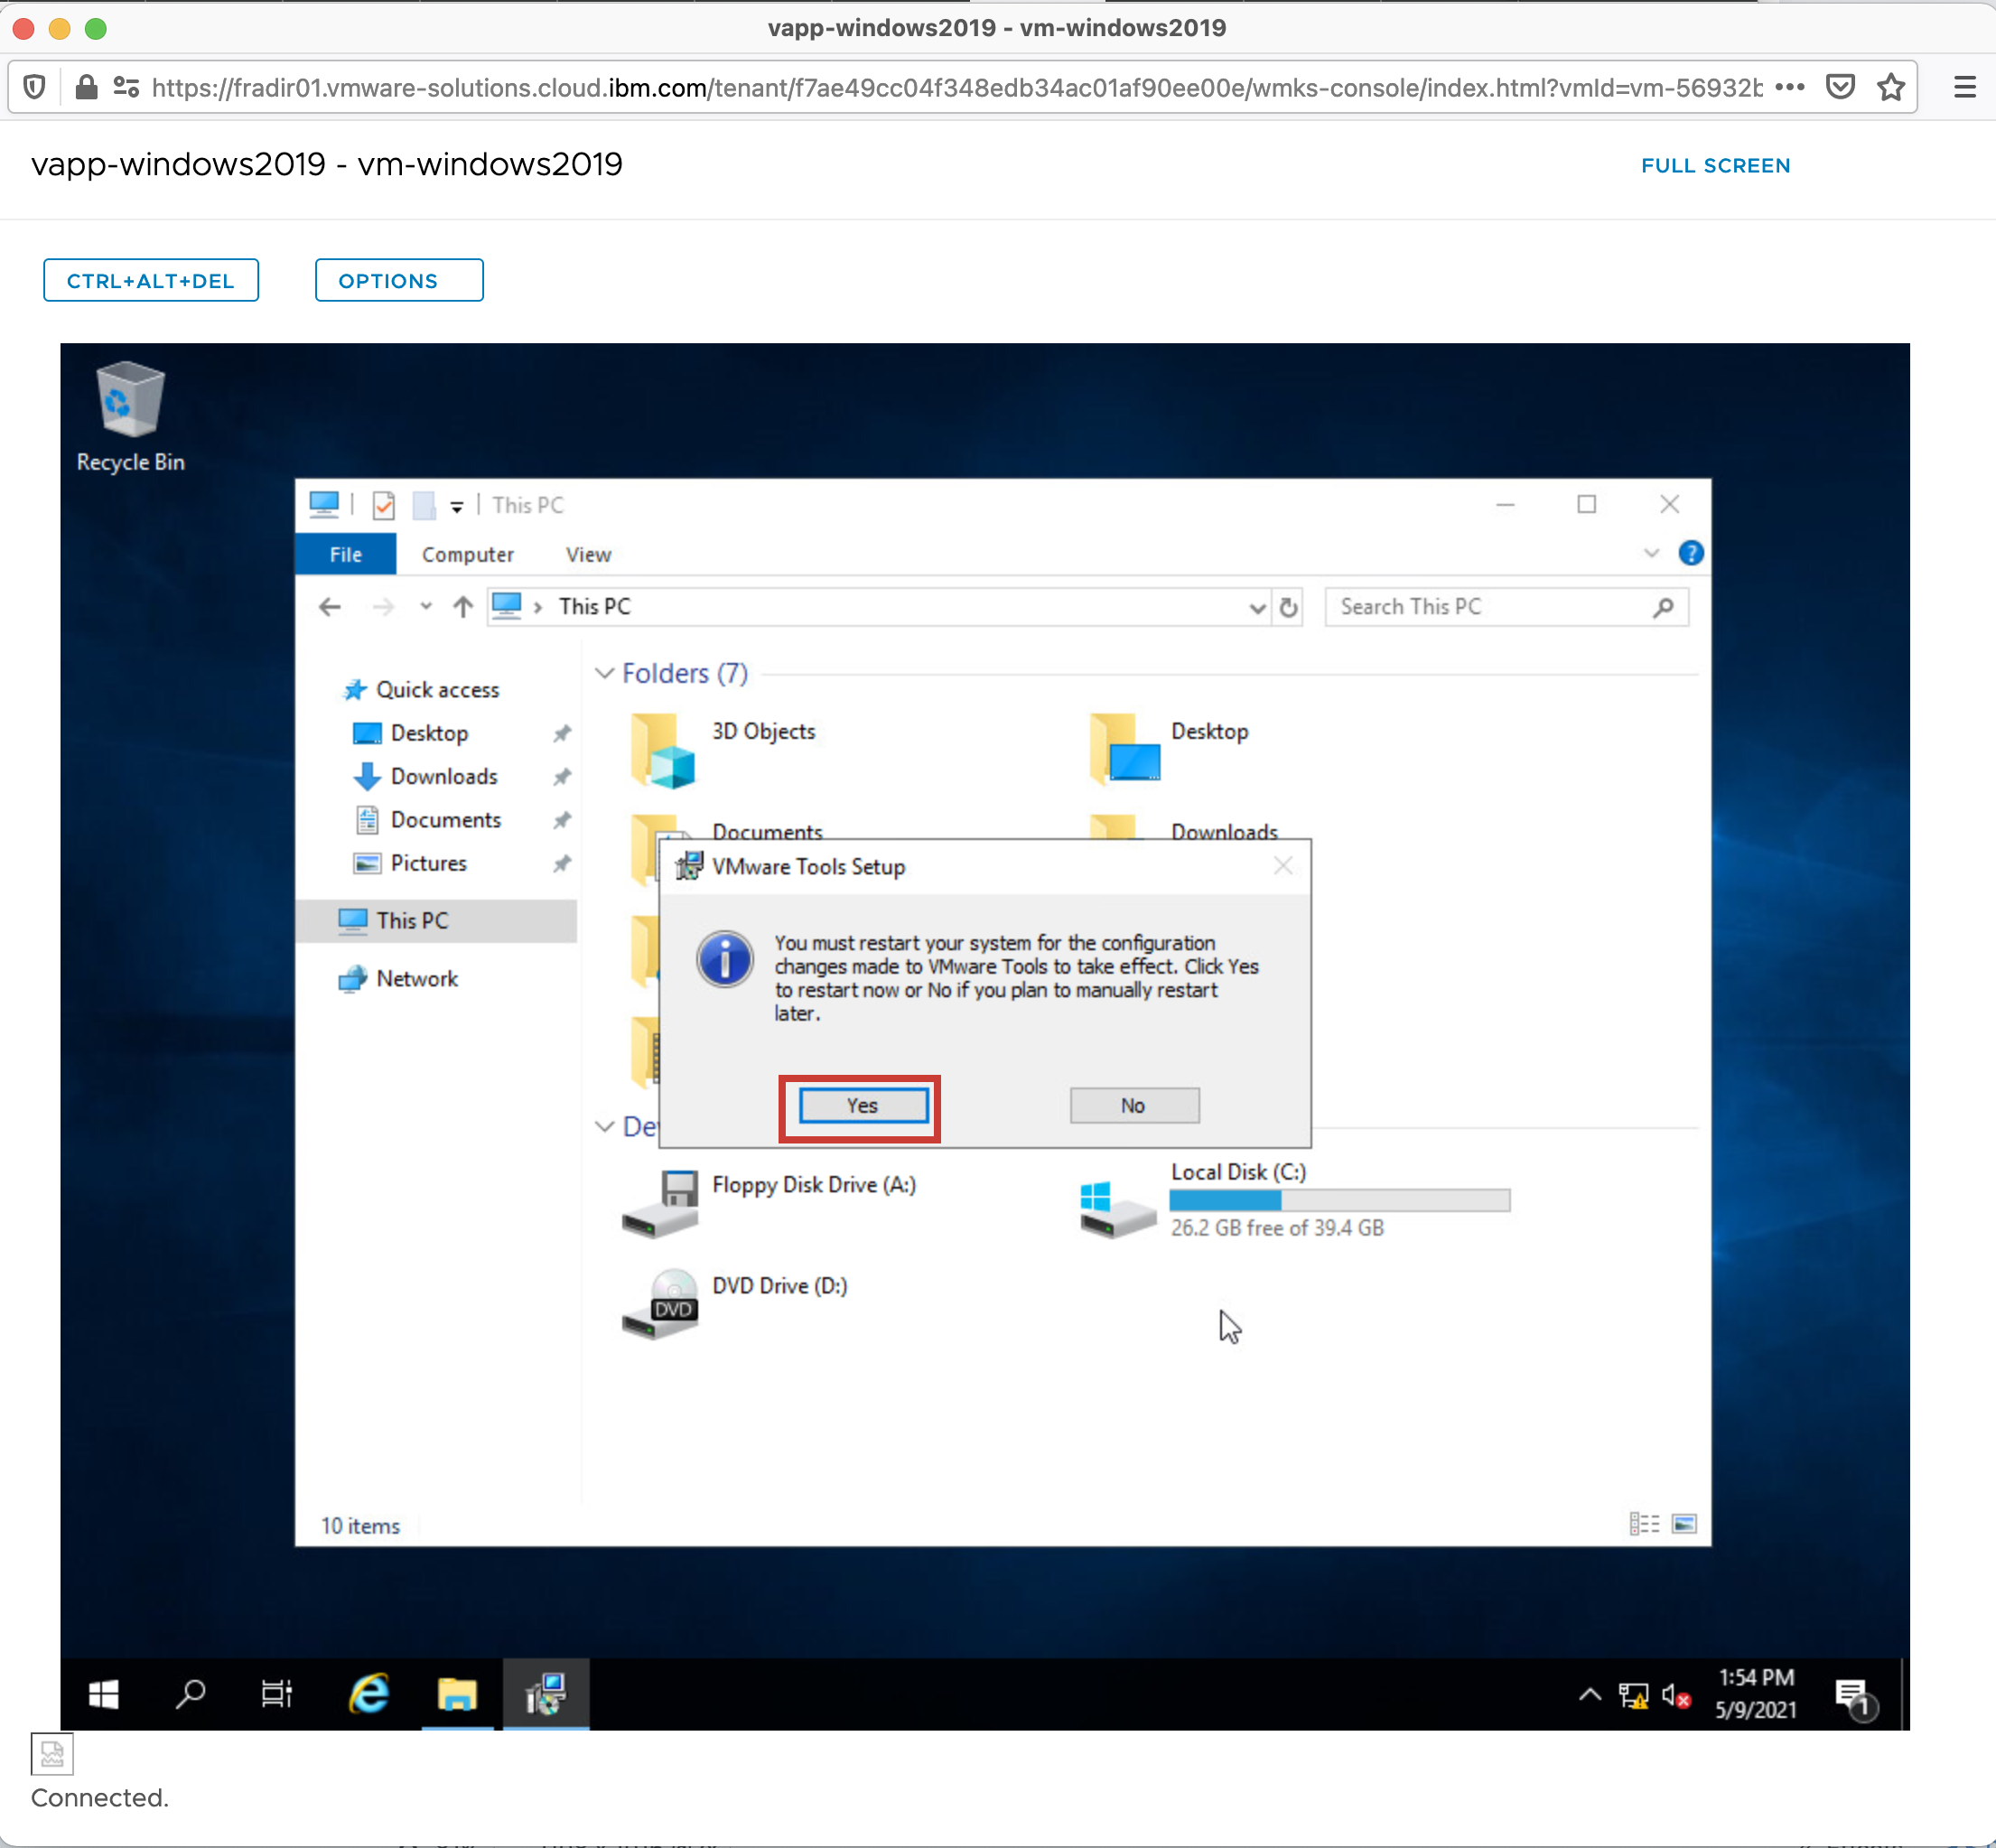 vapp-windows2019 - vm-windows2019
https://fradir01.vmware-solutions.cloud.ibm.com/tenant/f7ae49cc04f348edb34ac01af90ee00e/wmks-console/index.html?vmId=vm-56932b
vapp-windows2019 - vm-windows2019
FULL SCREEN
CTRL+ALT+DEL
OPTIONS
Recycle Bin
This PC
File
Computer
View
This PC
Search This PC
Quick access
Desktop
Downloads
Documents
Pictures
This PC
Network
Folders (7)
3D Objects
Desktop
Documents
Downloads
VMware Tools Setup
You must restart your system for the configuration
changes made to VMware Tools to take effect. Click Yes
to restart now or No if you plan to manually restart
later.
Yes
No
Floppy Disk Drive (A:)
Local Disk (C:)
26.2 GB free of 39.4 GB
DVD
DVD Drive (D:)
10 items
1:54 PM
5/9/2021
1
Connected.